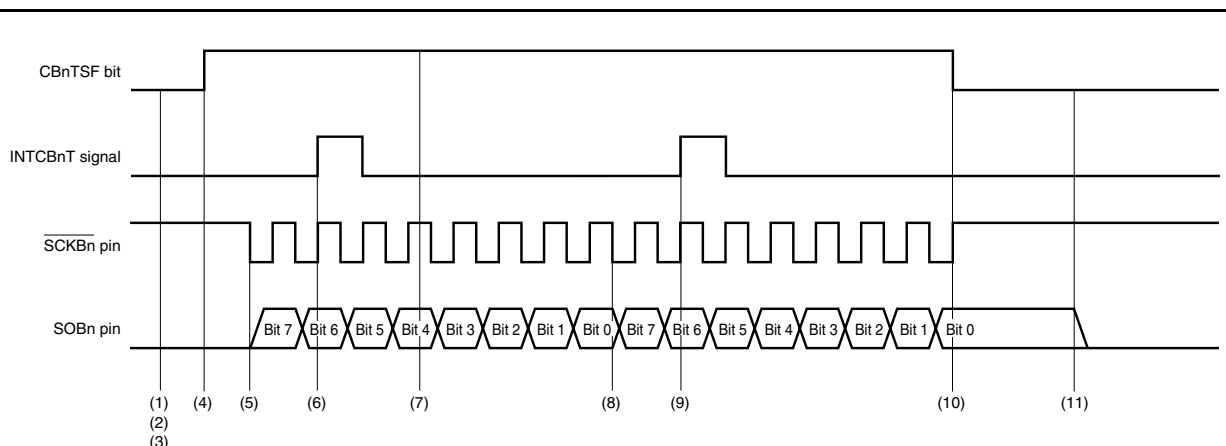 CBnTSF bit
INTCBnT signal
SCKBn pin
SOBn pin
Bit 7 Bit 6 Bit 5 Bit 4 Bit 3 Bit 2 Bit 1 Bit 0 Bit 7 Bit 6 Bit 5 Bit 4 Bit 3 Bit 2 Bit 1 Bit 0
(1) (4) (5) (6) (7) (8) (9) (10) (11)
(2)
(3)